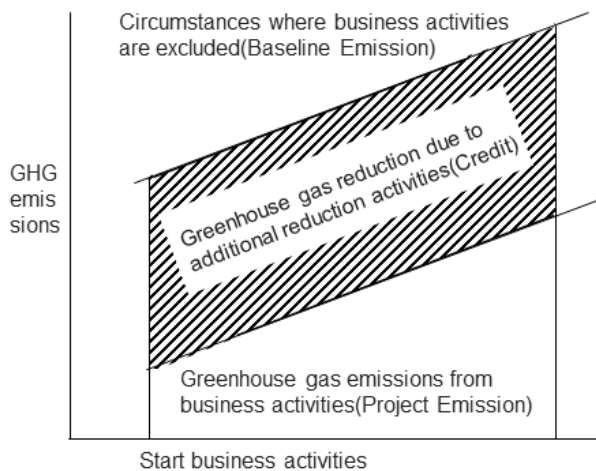 Circumstances where business activities
are excluded(Baseline Emission)
GHG
emis
sions
Greenhouse gas reduction due to
additional reduction activities(Credit)
Greenhouse gas emissions from
business activities(Project Emission)
Start business activities